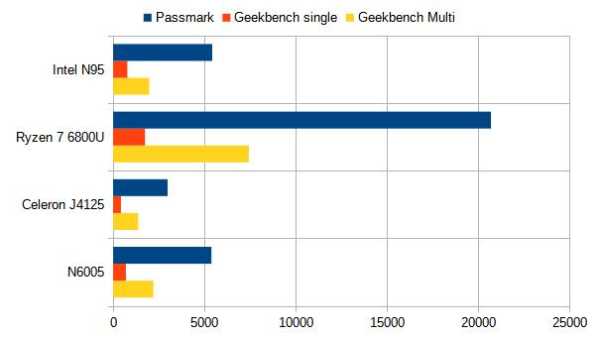 Passmark Geekbench single Geekbench Multi
Intel N95
Ryzen 7 6800U
Celeron J4125
N6005
0 5000 10000 15000 20000 25000